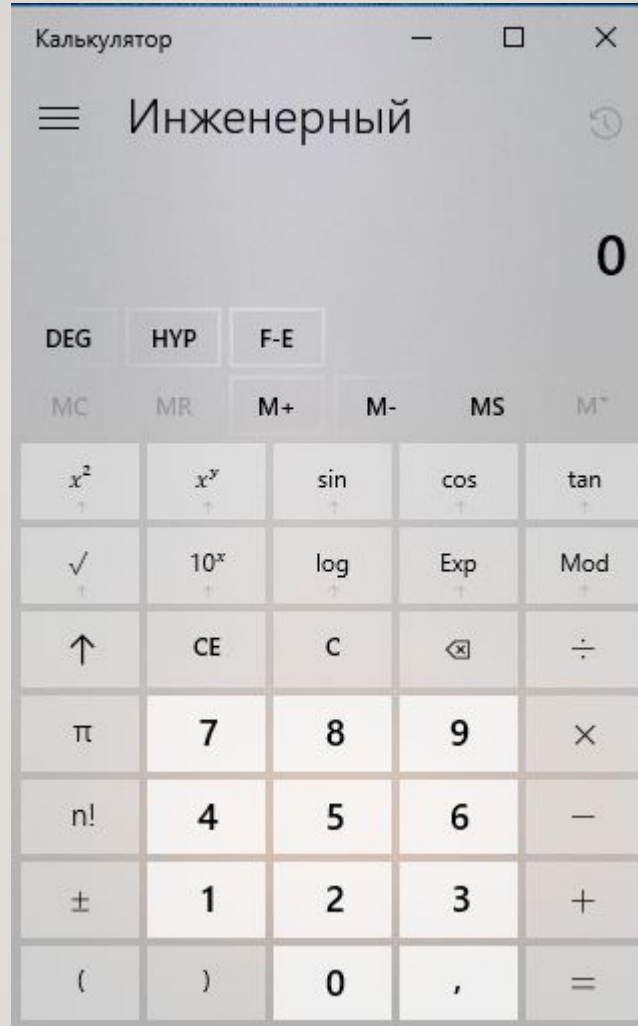 Калькулятор
Инженерный
0
DEG HYP F-E
MC MR M+ M- MS M˅
x² xʸ sin cos tan
√ 10ˣ log Exp Mod
↑ CE C ⌫ ÷
π 7 8 9 ×
n! 4 5 6 −
± 1 2 3 +
( ) 0 , =